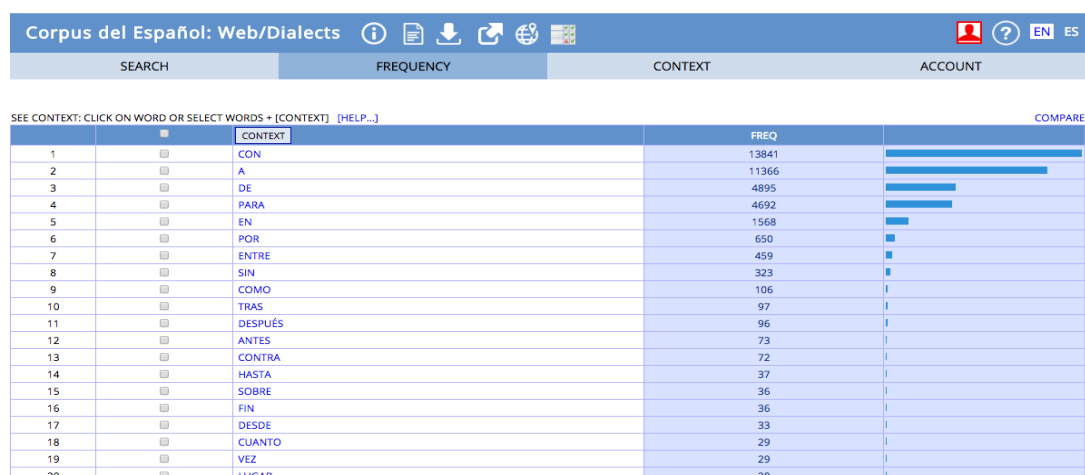 Corpus del Español: Web/Dialects EN ES
SEARCH FREQUENCY CONTEXT ACCOUNT
SEE CONTEXT: CLICK ON WORD OR SELECT WORDS + [CONTEXT] [HELP...] COMPARE
CONTEXT FREQ
1 CON 13841
2 A 11366
3 DE 4895
4 PARA 4692
5 EN 1568
6 POR 650
7 ENTRE 459
8 SIN 323
9 COMO 106
10 TRAS 97
11 DESPUÉS 96
12 ANTES 73
13 CONTRA 72
14 HASTA 37
15 SOBRE 36
16 FIN 36
17 DESDE 33
18 CUANTO 29
19 VEZ 29